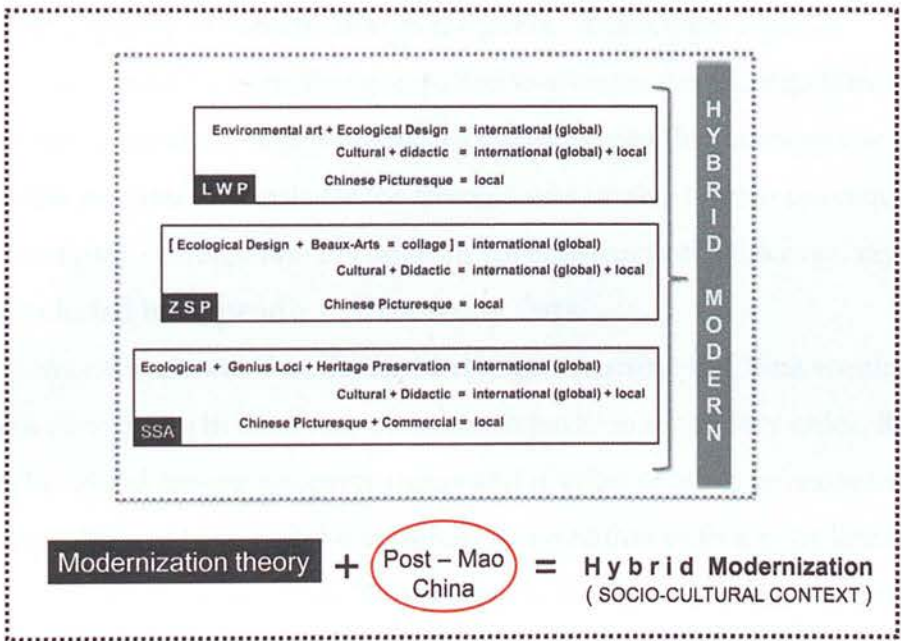 Environmental art + Ecological Design = international (global)
Cultural + didactic = international (global) + local
Chinese Picturesque = local
LWP
[ Ecological Design + Beaux-Arts = collage ] = international (global)
Cultural + Didactic = international (global) + local
Chinese Picturesque = local
ZSP
Ecological + Genius Loci + Heritage Preservation = international (global)
Cultural + Didactic = international (global) + local
Chinese Picturesque + Commercial = local
SSA
HYBRID MODERN
Modernization theory + Post – Mao China = Hybrid Modernization
( SOCIO-CULTURAL CONTEXT )